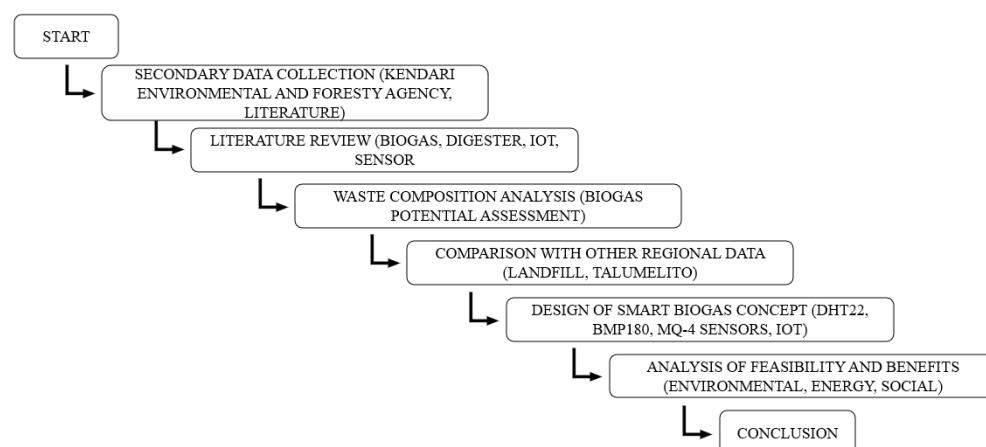 START
SECONDARY DATA COLLECTION (KENDARI
ENVIRONMENTAL AND FORESTY AGENCY,
LITERATURE)
LITERATURE REVIEW (BIOGAS, DIGESTER, IOT,
SENSOR
WASTE COMPOSITION ANALYSIS (BIOGAS
POTENTIAL ASSESSMENT)
COMPARISON WITH OTHER REGIONAL DATA
(LANDFILL, TALUMELITO)
DESIGN OF SMART BIOGAS CONCEPT (DHT22,
BMP180, MQ-4 SENSORS, IOT)
ANALYSIS OF FEASIBILITY AND BENEFITS
(ENVIRONMENTAL, ENERGY, SOCIAL)
CONCLUSION